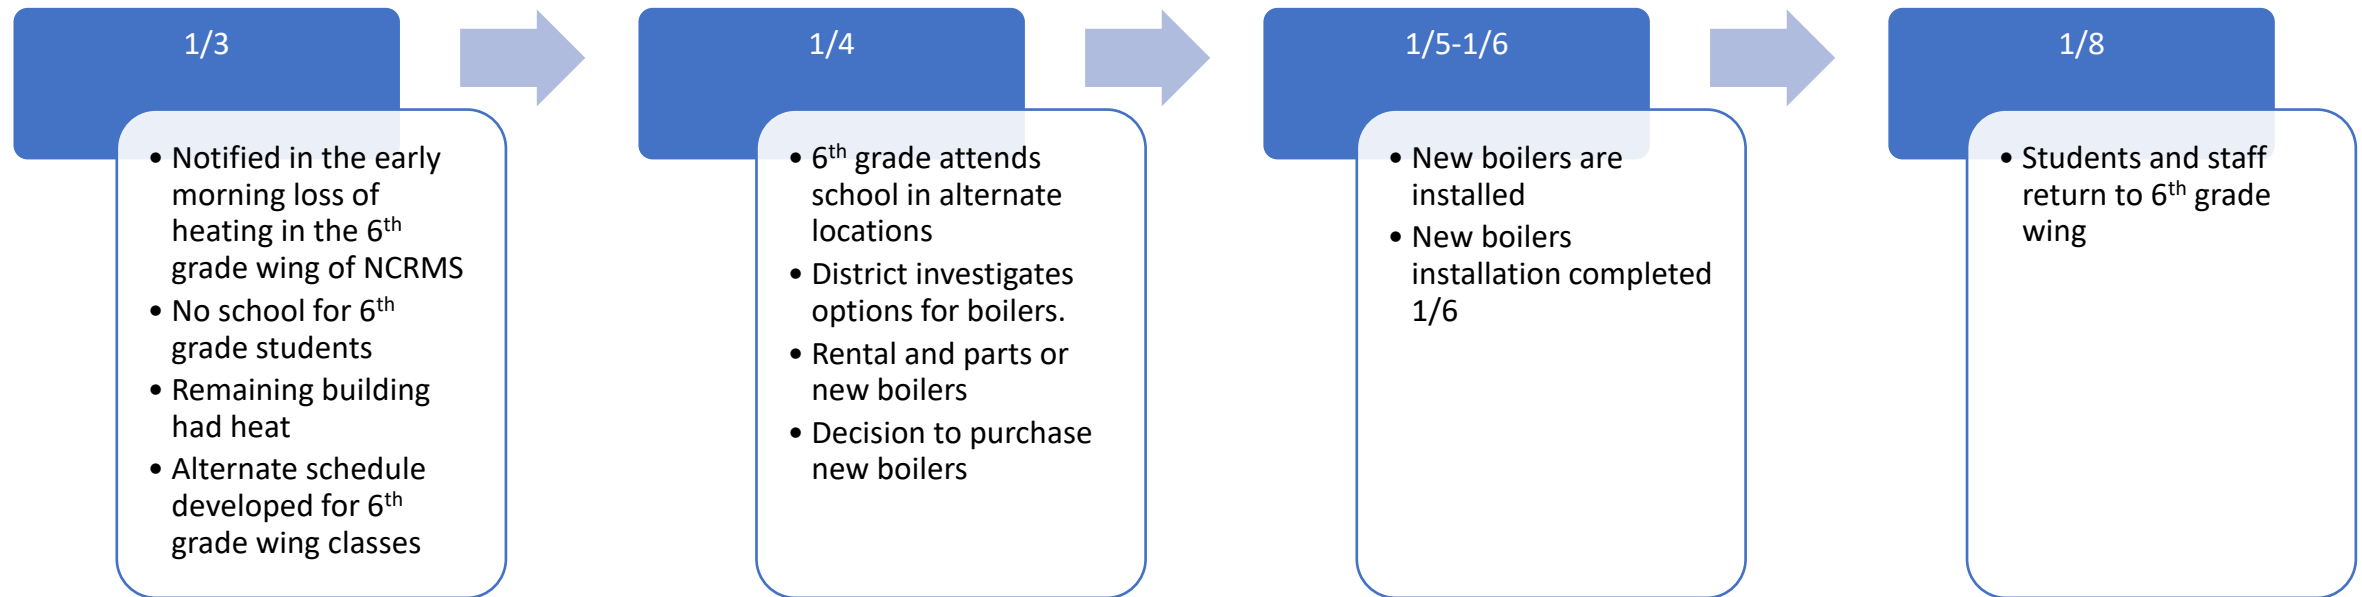 1/3
• Notified in the early
morning loss of
heating in the 6th
grade wing of NCRMS
• No school for 6th
grade students
• Remaining building
had heat
• Alternate schedule
developed for 6th
grade wing classes
1/4
• 6th grade attends
school in alternate
locations
• District investigates
options for boilers.
• Rental and parts or
new boilers
• Decision to purchase
new boilers
1/5-1/6
• New boilers are
installed
• New boilers
installation completed
1/6
1/8
• Students and staff
return to 6th grade
wing